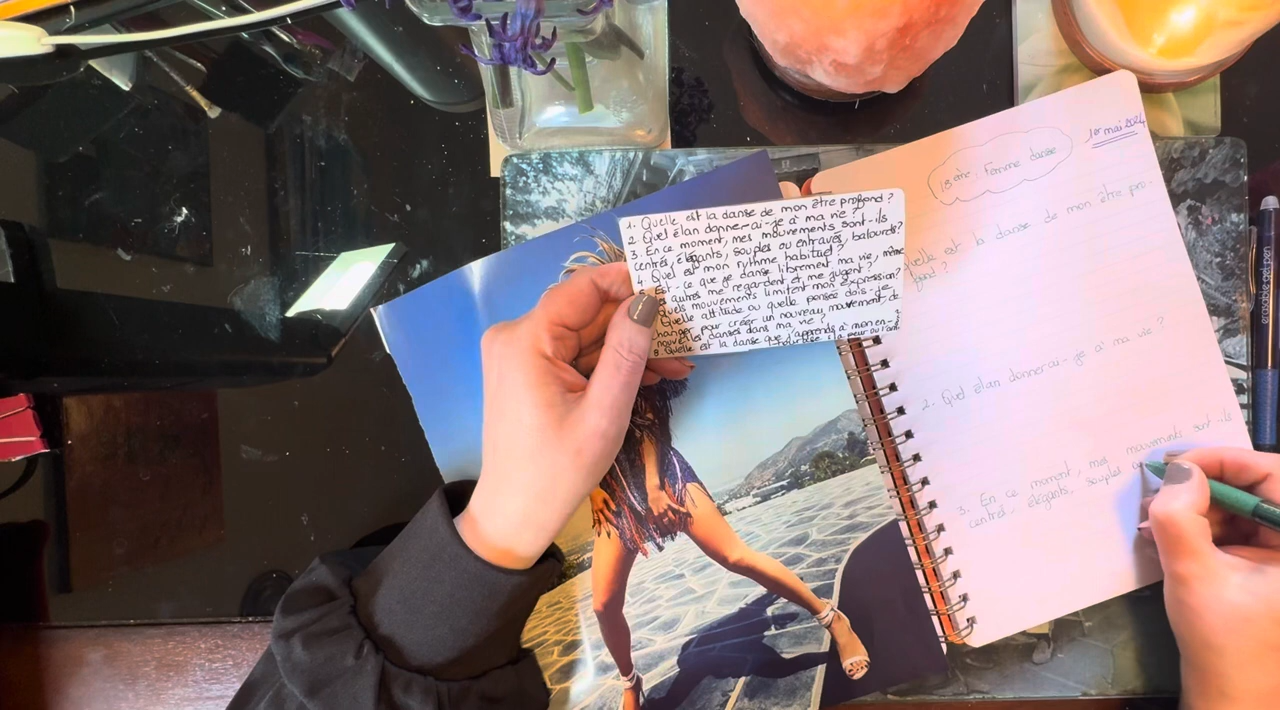 1. Quelle est la danse de mon être profond ?
2. Quel élan donnerai-je à ma vie ?
3. En ce moment, mes mouvements sont-ils
centrés, élégants, souples ou entravés, balourds?
4. Quel est mon rythme habituel ?
Est-ce que je danse librement ma vie, même
autres me regardent et me jugent ?
quels mouvements limitent mon expression?
Quelle attitude ou quelle pensée dois-je
changer pour créer un nouveau mouvement, de
nouvelles danses dans ma vie ?
8. Quelle est la danse que j'apprends à mon en-
1er mai 2024
13ème, Femme danse
quelle est la danse de mon être pro-
fond ?
2. Quel élan donnerai-je à ma vie ?
3. En ce moment, mes mouvements sont-ils
centrés, élégants, souples ou
erasable gel pen